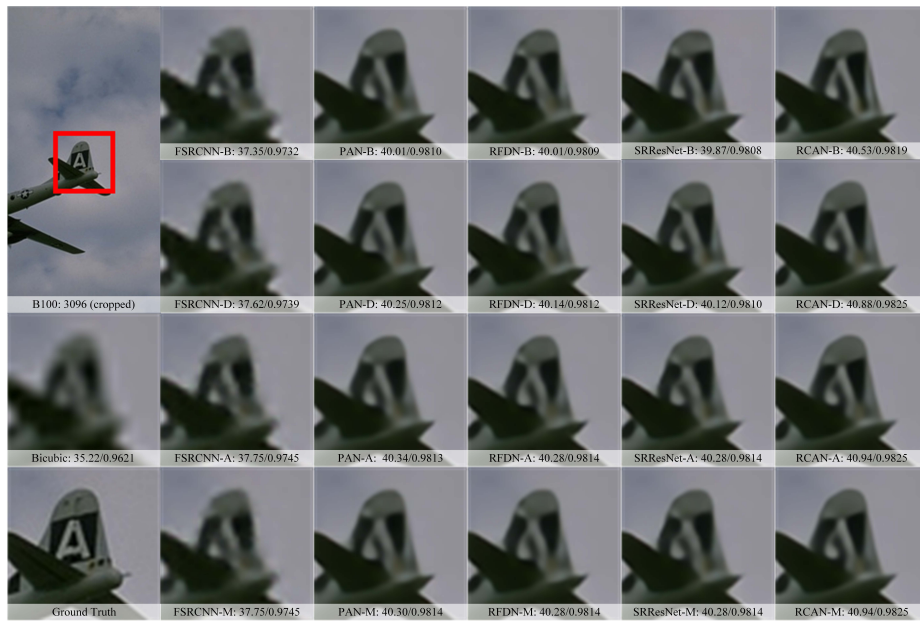 A
FSRCNN-B: 37.35/0.9732
PAN-B: 40.01/0.9810
RFDN-B: 40.01/0.9809
SRResNet-B: 39.87/0.9808
RCAN-B: 40.53/0.9819
B100: 3096 (cropped)
FSRCNN-D: 37.62/0.9739
PAN-D: 40.25/0.9812
RFDN-D: 40.14/0.9812
SRResNet-D: 40.12/0.9810
RCAN-D: 40.88/0.9825
Bicubic: 35.22/0.9621
FSRCNN-A: 37.75/0.9745
PAN-A: 40.34/0.9813
RFDN-A: 40.28/0.9814
SRResNet-A: 40.28/0.9814
RCAN-A: 40.94/0.9825
A
Ground Truth
FSRCNN-M: 37.75/0.9745
PAN-M: 40.30/0.9814
RFDN-M: 40.28/0.9814
SRResNet-M: 40.28/0.9814
RCAN-M: 40.94/0.9825